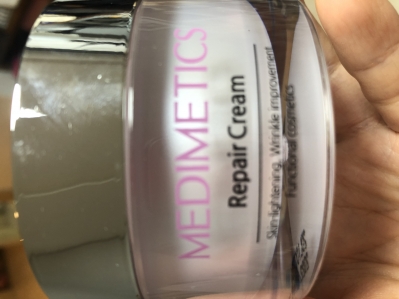 MEDIMETICS
Repair Cream
Skin lightening, Wrinkle improvement
Functional cosmetics